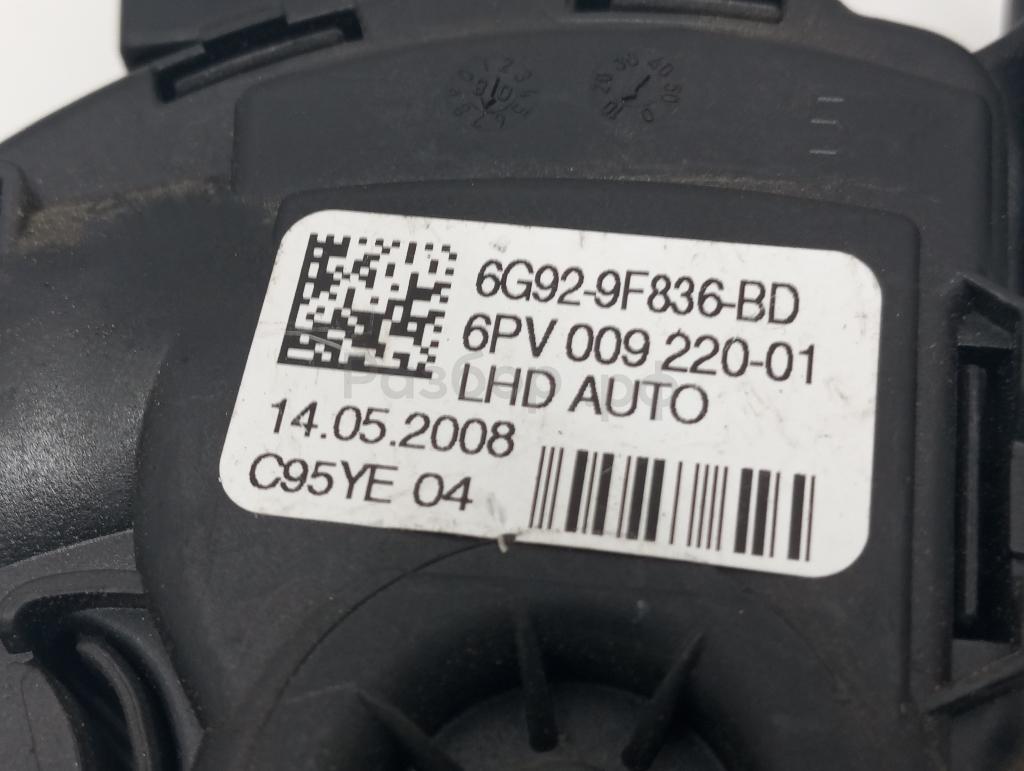 6G92-9F836-BD
6PV 009 220-01
LHD AUTO
14.05.2008
C95YE 04